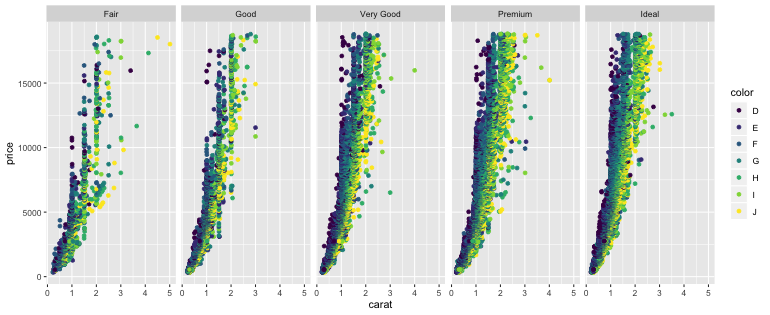 Fair Good Very Good Premium Ideal
15000
10000
5000
0
price
0 1 2 3 4 5 0 1 2 3 4 5 0 1 2 3 4 5 0 1 2 3 4 5 0 1 2 3 4 5
carat
color
D
E
F
G
H
I
J